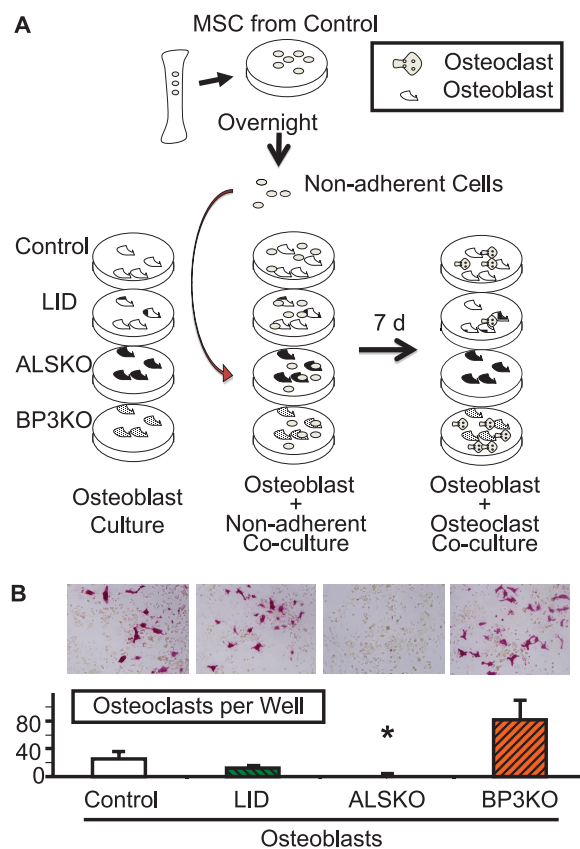 A
MSC from Control
Osteoclast
Osteoblast
Overnight
Non-adherent Cells
Control
LID
ALSKO
BP3KO
7 d
Osteoblast
Culture
Osteoblast
+
Non-adherent
Co-culture
Osteoblast
+
Osteoclast
Co-culture
B
Osteoclasts per Well
80
40
0
*
Control LID ALSKO BP3KO
Osteoblasts